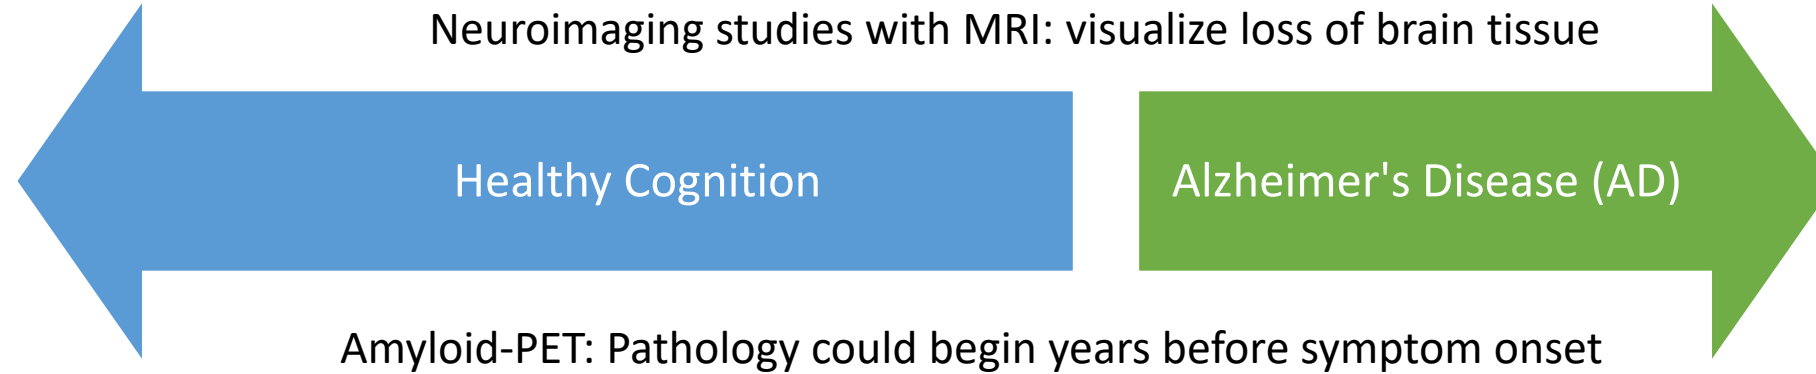 Neuroimaging studies with MRI: visualize loss of brain tissue
Healthy Cognition
Alzheimer's Disease (AD)
Amyloid-PET: Pathology could begin years before symptom onset